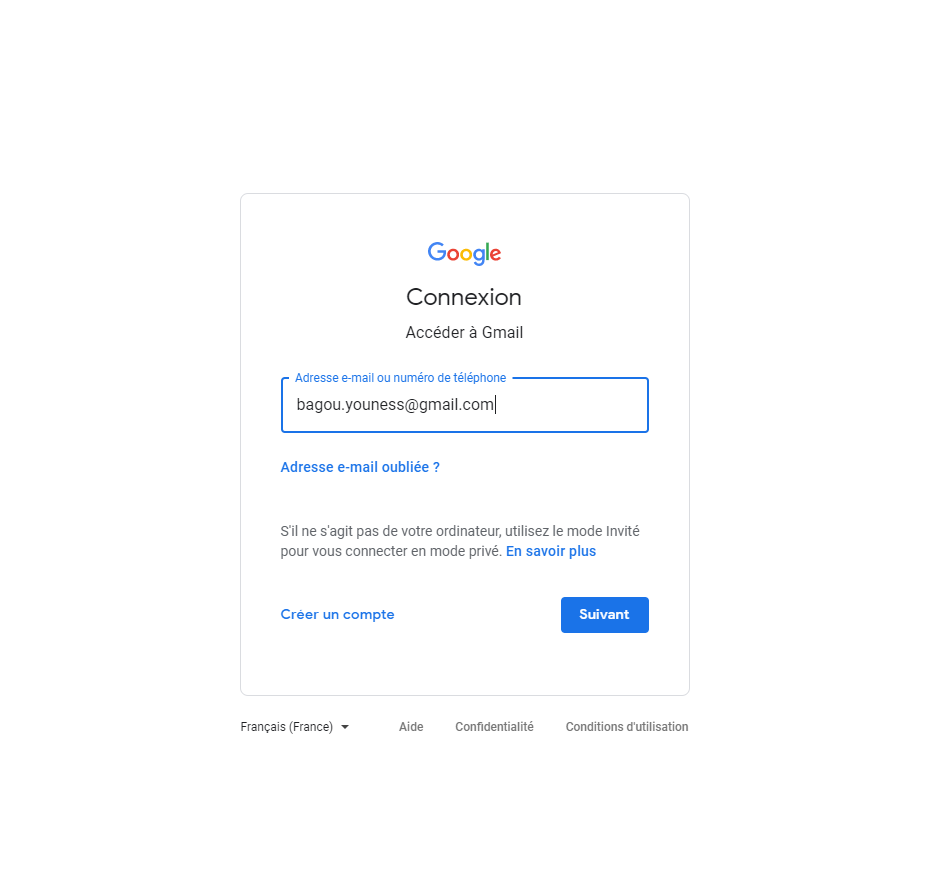 Google
Connexion
Accéder à Gmail
Adresse e-mail ou numéro de téléphone
bagou.youness@gmail.com
Adresse e-mail oubliée ?
S'il ne s'agit pas de votre ordinateur, utilisez le mode Invité
pour vous connecter en mode privé. En savoir plus
Créer un compte Suivant
Français (France) Aide Confidentialité Conditions d'utilisation